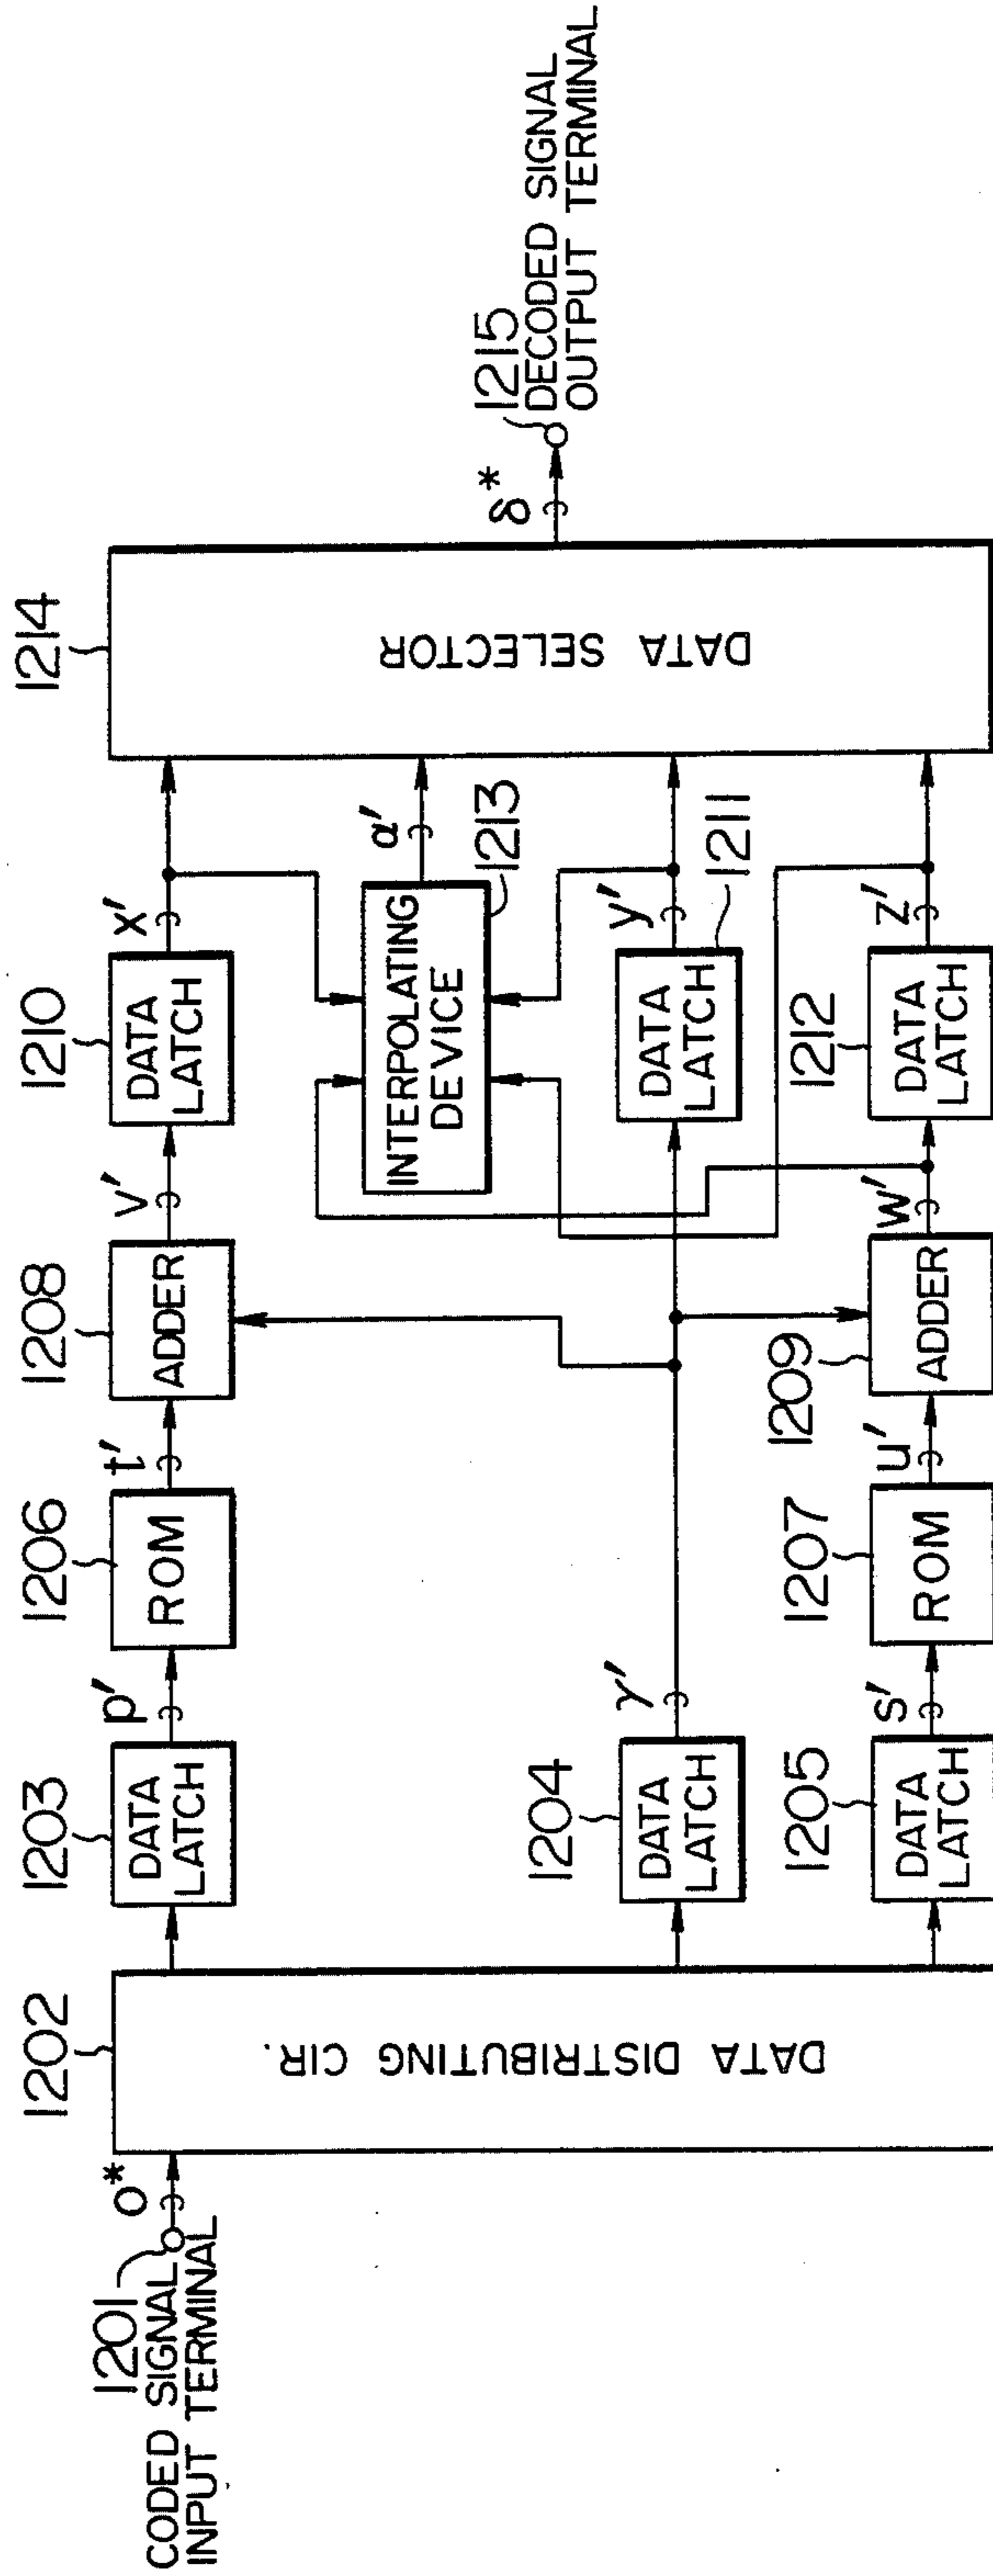 1201
CODED SIGNAL
INPUT TERMINAL
o*
1202
DATA DISTRIBUTING CIR.
1203
DATA
LATCH
p'
1206
ROM
t'
1208
ADDER
v'
1210
DATA
LATCH
x'
1204
DATA
LATCH
γ'
INTERPOLATING
DEVICE
1213
α'
DATA
LATCH
1211
y'
1205
DATA
LATCH
s'
1207
ROM
u'
1209
ADDER
w'
1212
DATA
LATCH
z'
1214
DATA SELECTOR
δ*
1215
DECODED SIGNAL
OUTPUT TERMINAL